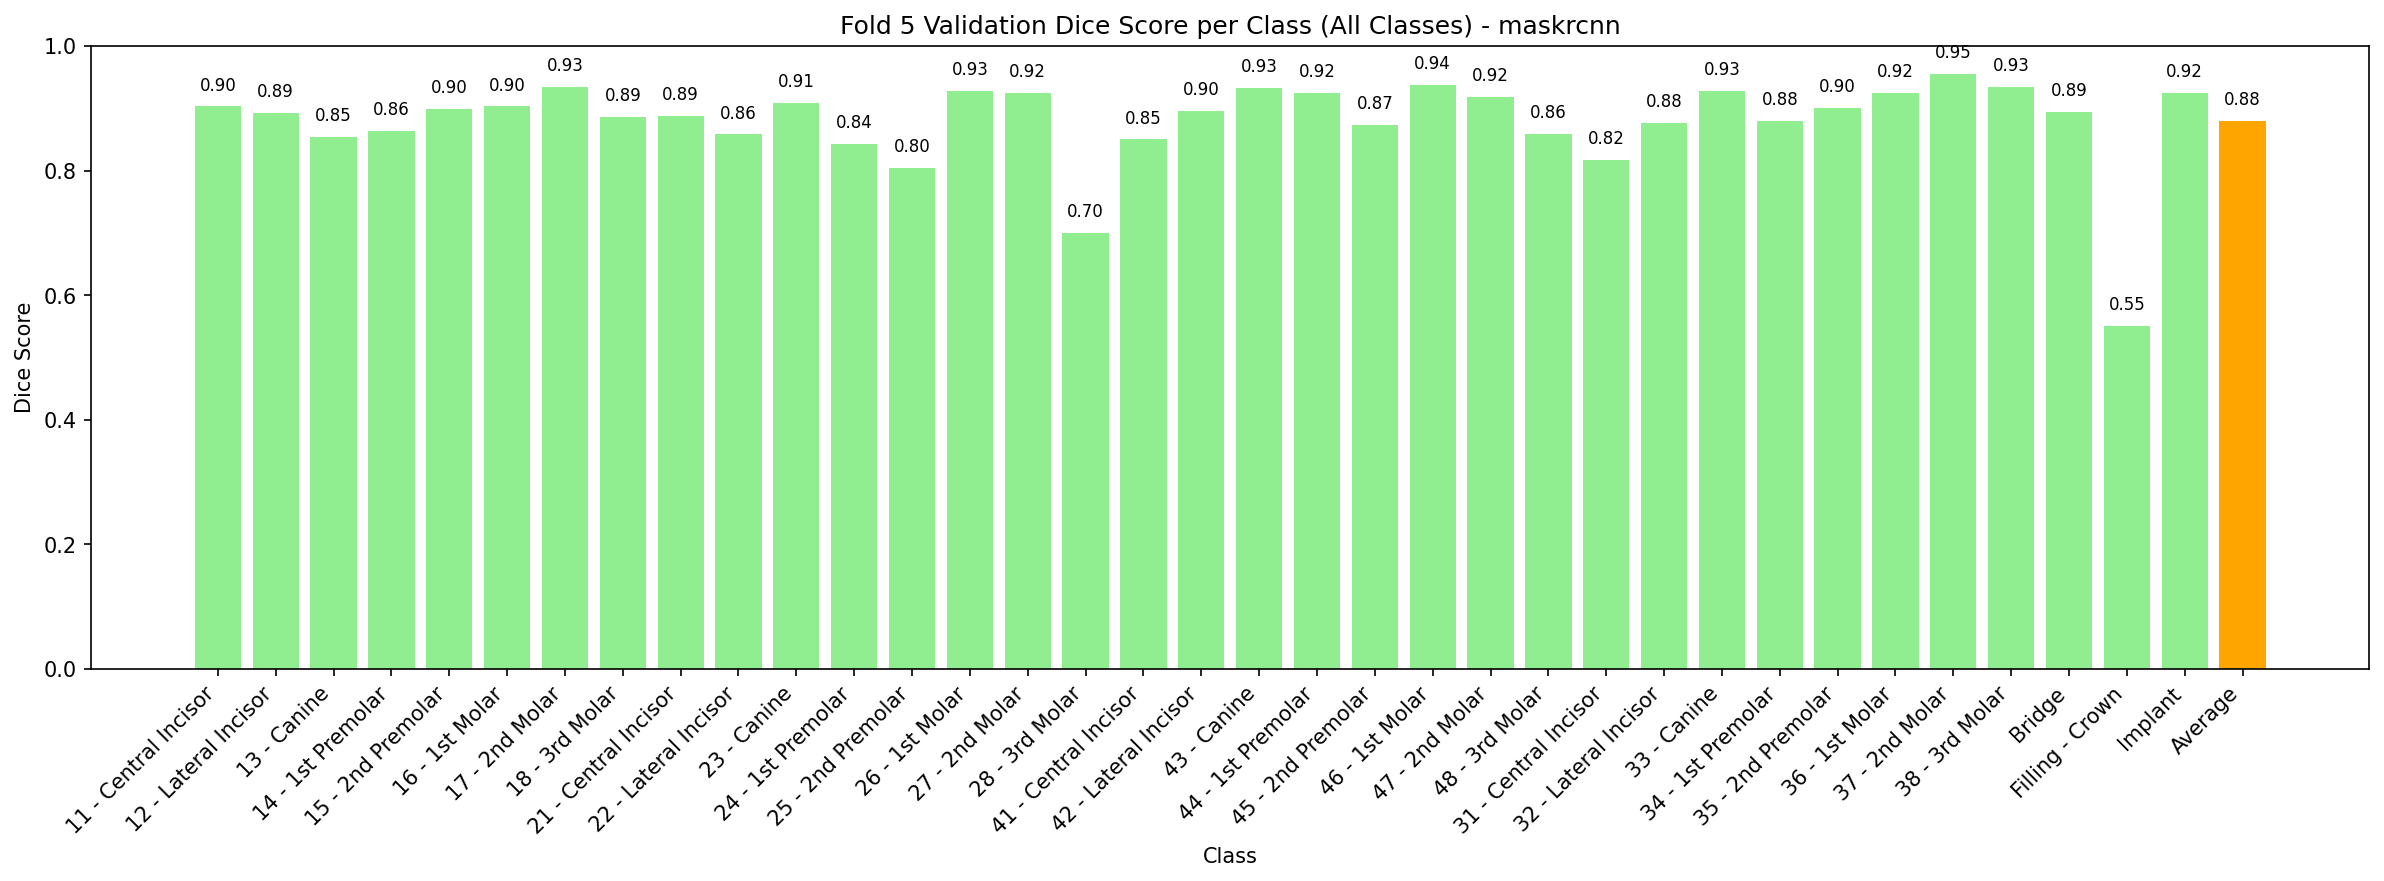 Fold 5 Validation Dice Score per Class (All Classes) - maskrcnn
Dice Score
1.0
0.8
0.6
0.4
0.2
0.0
0.90
0.89
0.85
0.86
0.90
0.90
0.93
0.89
0.89
0.86
0.91
0.84
0.80
0.93
0.92
0.70
0.85
0.90
0.93
0.92
0.87
0.94
0.92
0.86
0.82
0.88
0.93
0.88
0.90
0.92
0.95
0.93
0.89
0.55
0.92
0.88
11 - Central Incisor
12 - Lateral Incisor
13 - Canine
14 - 1st Premolar
15 - 2nd Premolar
16 - 1st Molar
17 - 2nd Molar
18 - 3rd Molar
21 - Central Incisor
22 - Lateral Incisor
23 - Canine
24 - 1st Premolar
25 - 2nd Premolar
26 - 1st Molar
27 - 2nd Molar
28 - 3rd Molar
41 - Central Incisor
42 - Lateral Incisor
43 - Canine
44 - 1st Premolar
45 - 2nd Premolar
46 - 1st Molar
47 - 2nd Molar
48 - 3rd Molar
31 - Central Incisor
32 - Lateral Incisor
33 - Canine
34 - 1st Premolar
35 - 2nd Premolar
36 - 1st Molar
37 - 2nd Molar
38 - 3rd Molar
Bridge
Filling - Crown
Implant
Average
Class